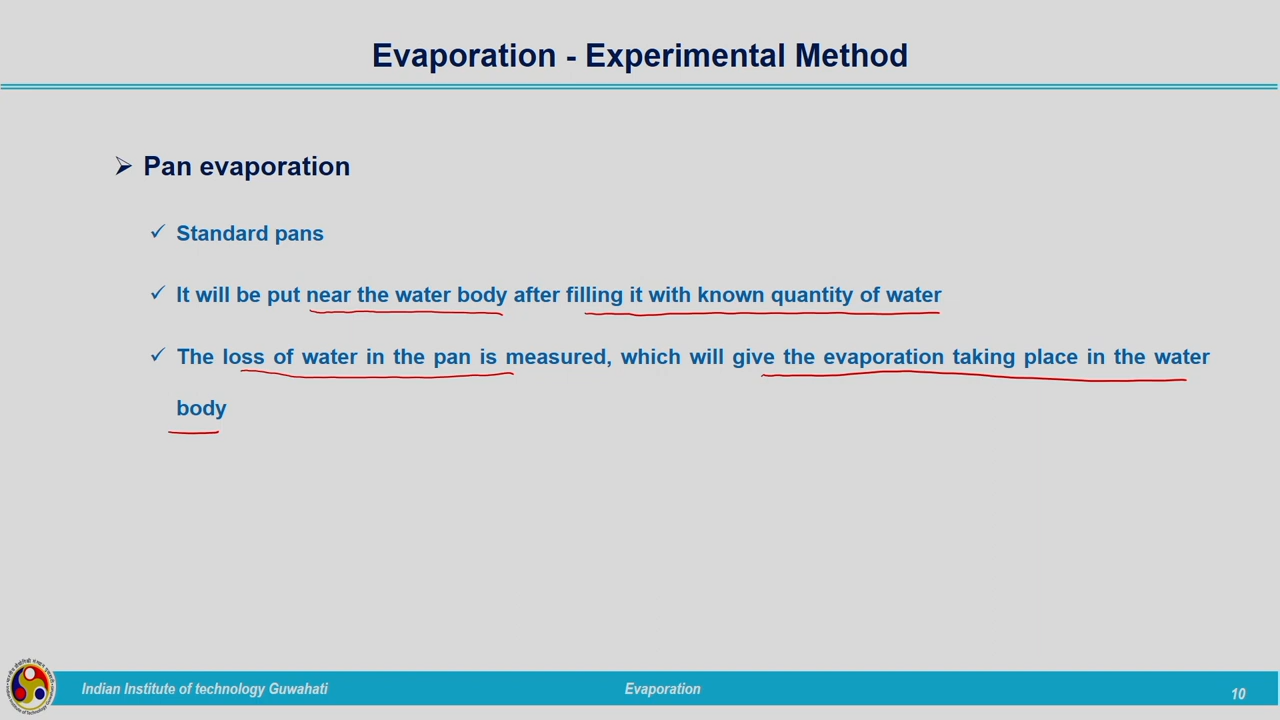 Evaporation - Experimental Method
Pan evaporation
Standard pans
It will be put near the water body after filling it with known quantity of water
The loss of water in the pan is measured, which will give the evaporation taking place in the water
body
Indian Institute of technology Guwahati
Evaporation
10